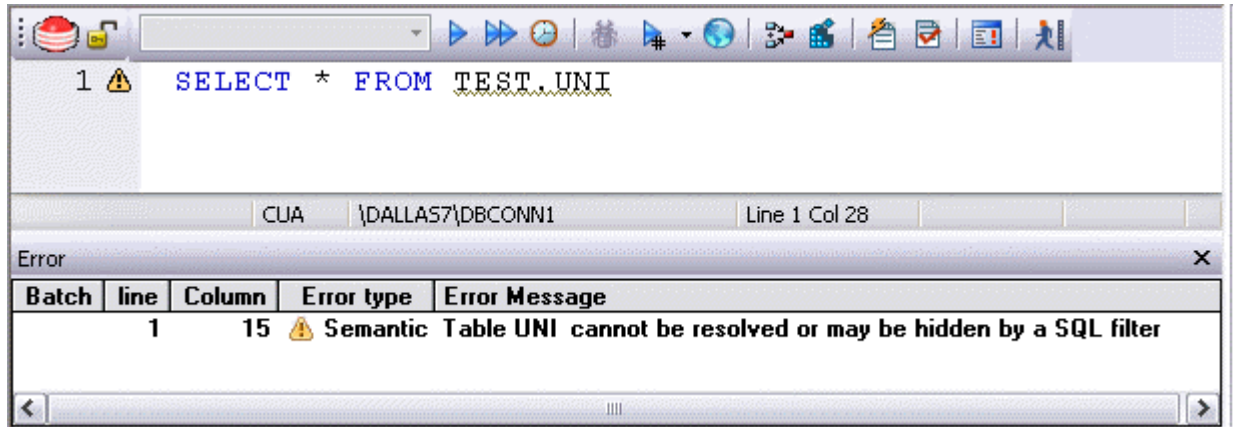 1 SELECT * FROM TEST.UNI
CUA \DALLAS7\DBCONN1 Line 1 Col 28
Error
Batch line Column Error type Error Message
1 15 Semantic Table UNI cannot be resolved or may be hidden by a SQL filter